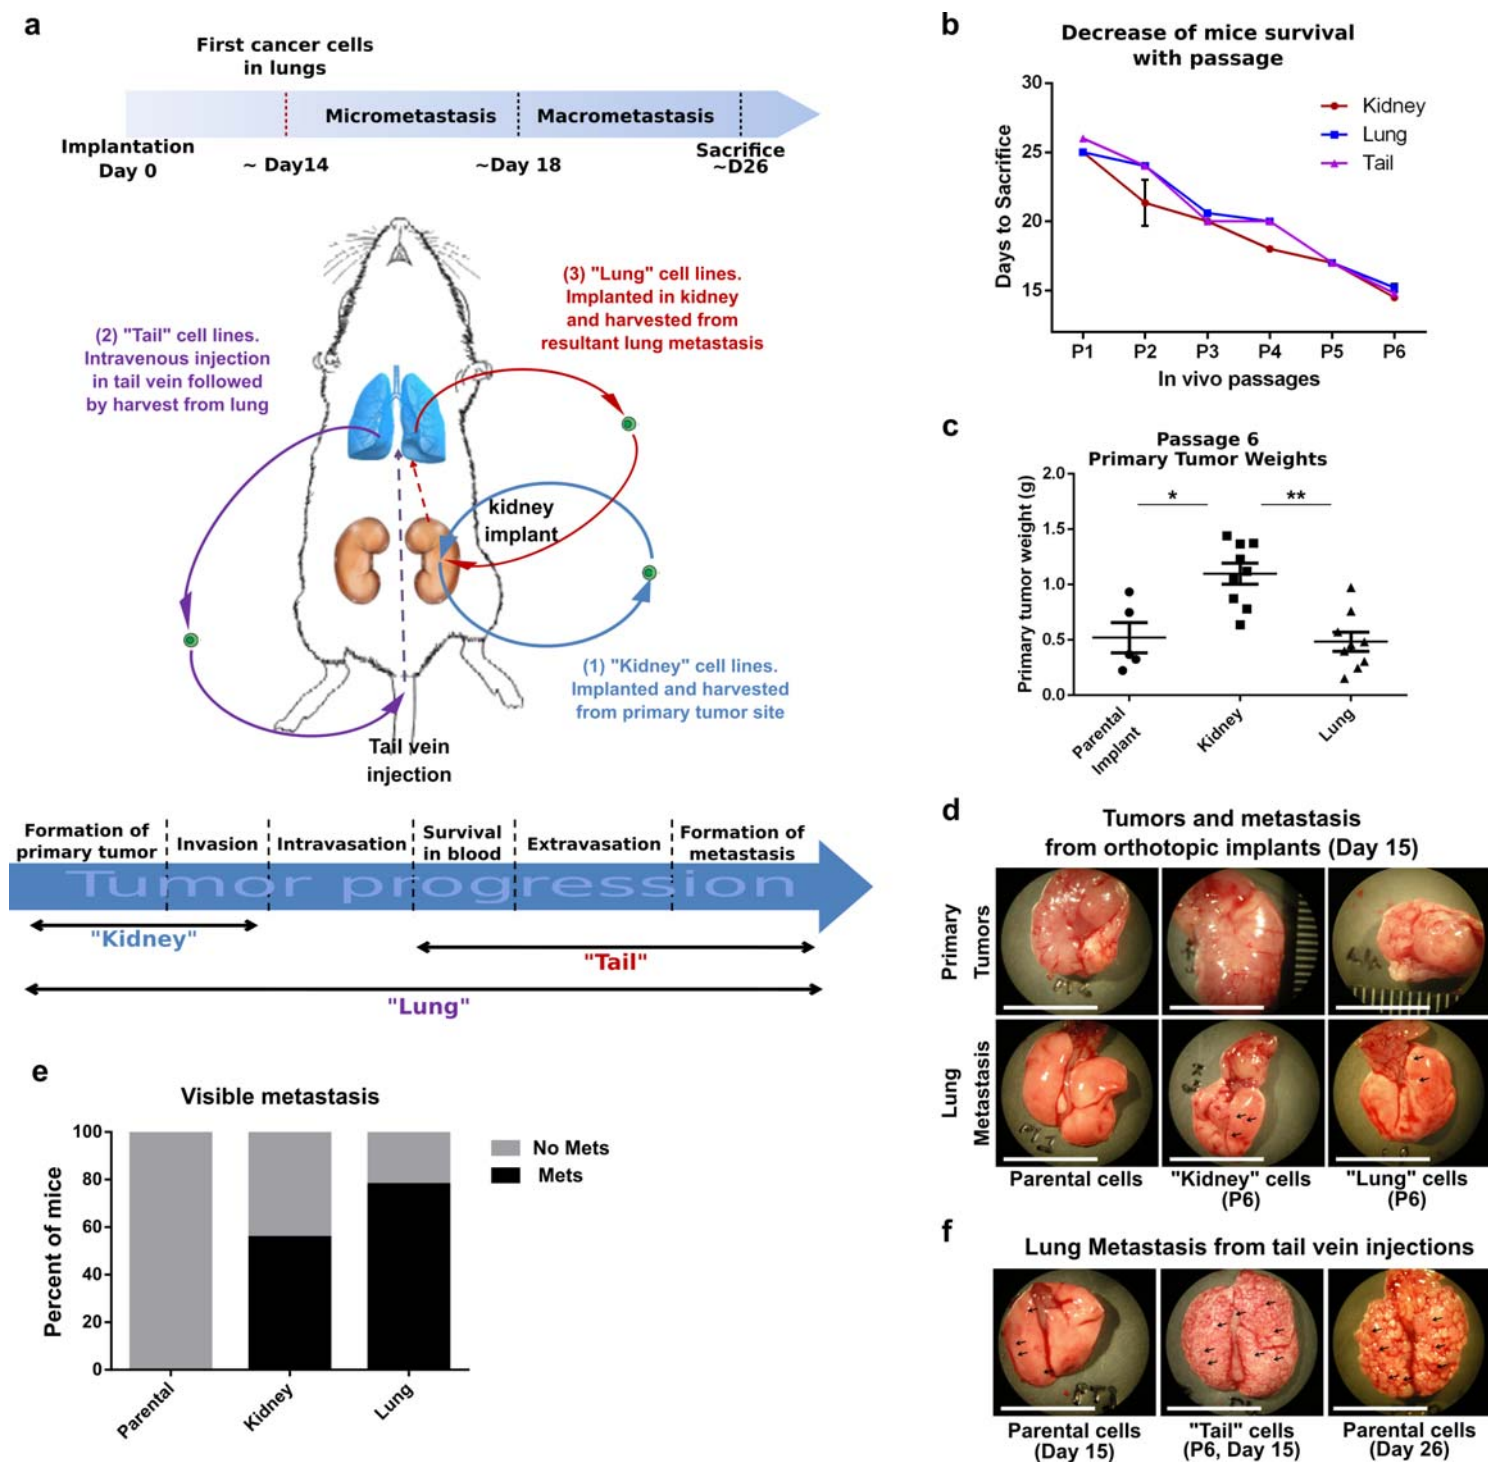 a
First cancer cells
in lungs
Micrometastasis
Macrometastasis
Implantation
Day 0
~ Day14
~Day 18
Sacrifice
~D26
(2) "Tail" cell lines.
Intravenous injection
in tail vein followed
by harvest from lung
(3) "Lung" cell lines.
Implanted in kidney
and harvested from
resultant lung metastasis
kidney
implant
(1) "Kidney" cell lines.
Implanted and harvested
from primary tumor site
Tail vein
injection
Formation of
primary tumor
Invasion
Intravasation
Survival
in blood
Extravasation
Formation of
metastasis
Tumor progression
"Kidney"
"Tail"
"Lung"
b
Decrease of mice survival
with passage
Days to Sacrifice
30
25
20
15
Kidney
Lung
Tail
P1 P2 P3 P4 P5 P6
In vivo passages
c
Passage 6
Primary Tumor Weights
Primary tumor weight (g)
2.0
1.5
1.0
0.5
0.0
* **
Parental
Implant
Kidney
Lung
d
Tumors and metastasis
from orthotopic implants (Day 15)
Primary
Tumors
Lung
Metastasis
Parental cells
"Kidney" cells
(P6)
"Lung" cells
(P6)
e
Visible metastasis
Percent of mice
100
80
60
40
20
0
No Mets
Mets
Parental
Kidney
Lung
f
Lung Metastasis from tail vein injections
Parental cells
(Day 15)
"Tail" cells
(P6, Day 15)
Parental cells
(Day 26)